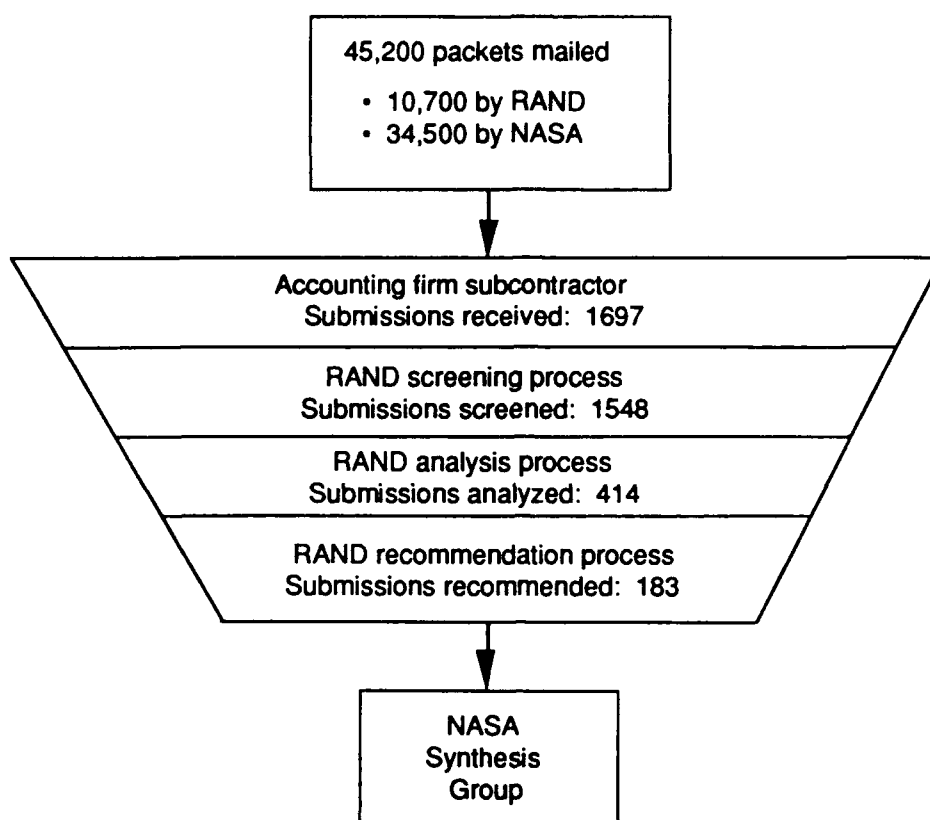 45,200 packets mailed
• 10,700 by RAND
• 34,500 by NASA
Accounting firm subcontractor
Submissions received: 1697
RAND screening process
Submissions screened: 1548
RAND analysis process
Submissions analyzed: 414
RAND recommendation process
Submissions recommended: 183
NASA
Synthesis
Group